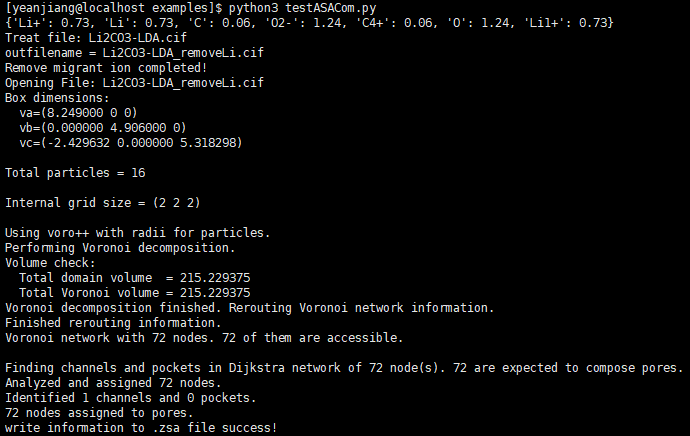 [yeanjiang@localhost examples]$ python3 testASACom.py
{'Li+': 0.73, 'Li': 0.73, 'C': 0.06, 'O2-': 1.24, 'C4+': 0.06, 'O': 1.24, 'Li1+': 0.73}
Treat file: Li2CO3-LDA.cif
outfilename = Li2CO3-LDA_removeLi.cif
Remove migrant ion completed!
Opening File: Li2CO3-LDA_removeLi.cif
Box dimensions:
  va=(8.249000 0 0)
  vb=(0.000000 4.906000 0)
  vc=(-2.429632 0.000000 5.318298)
Total particles = 16
Internal grid size = (2 2 2)
Using voro++ with radii for particles.
Performing Voronoi decomposition.
Volume check:
  Total domain volume  = 215.229375
  Total Voronoi volume = 215.229375
Voronoi decomposition finished. Rerouting Voronoi network information.
Finished rerouting information.
Voronoi network with 72 nodes. 72 of them are accessible.
Finding channels and pockets in Dijkstra network of 72 node(s). 72 are expected to compose pores.
Analyzed and assigned 72 nodes.
Identified 1 channels and 0 pockets.
72 nodes assigned to pores.
write information to .zsa file success!